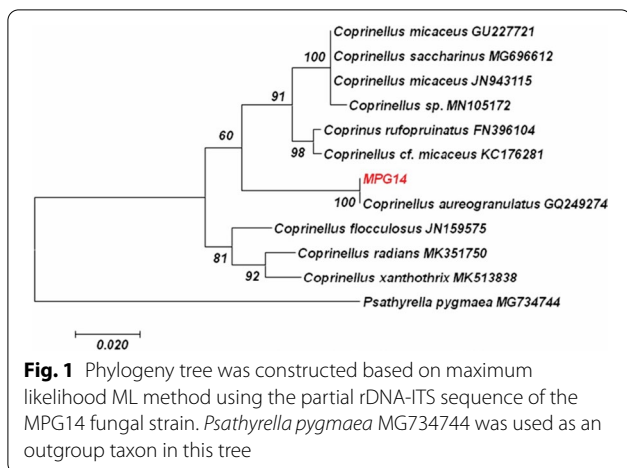 Coprinellus micaceus GU227721
Coprinellus saccharinus MG696612
100
Coprinellus micaceus JN943115
Coprinellus sp. MN105172
91
Coprinus rufopruinatus FN396104
60
98
Coprinellus cf. micaceus KC176281
MPG14
100
Coprinellus aureogranulatus GQ249274
Coprinellus flocculosus JN159575
81
Coprinellus radians MK351750
92
Coprinellus xanthothrix MK513838
Psathyrella pygmaea MG734744
0.020
Fig. 1 Phylogeny tree was constructed based on maximum
likelihood ML method using the partial rDNA-ITS sequence of the
MPG14 fungal strain. Psathyrella pygmaea MG734744 was used as an
outgroup taxon in this tree